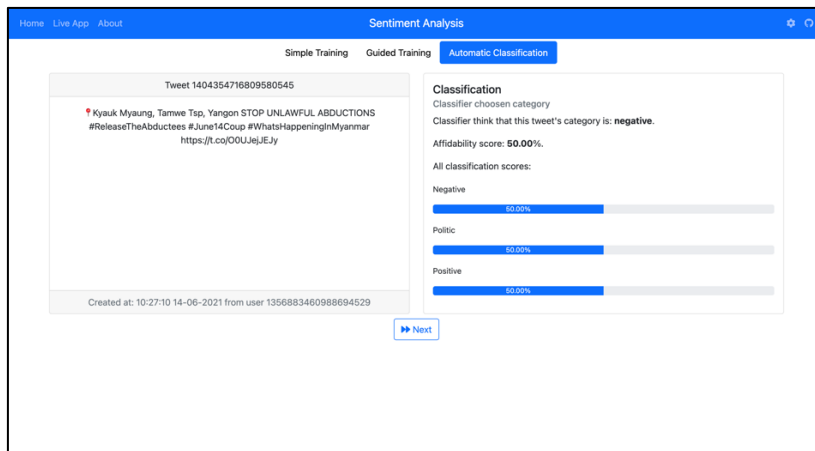 Home Live App About
Sentiment Analysis
Simple Training
Guided Training
Automatic Classification
Tweet 1404354716809580545
📍Kyauk Myaung, Tamwe Tsp, Yangon STOP UNLAWFUL ABDUCTIONS
#ReleaseTheAbductees #June14Coup #WhatsHappeningInMyanmar
https://t.co/O0UJejJEJy
Created at: 10:27:10 14-06-2021 from user 1356883460988694529
Classification
Classifier choosen category
Classifier think that this tweet's category is: negative.
Affidability score: 50.00%.
All classification scores:
Negative
50.00%
Politic
50.00%
Positive
50.00%
Next